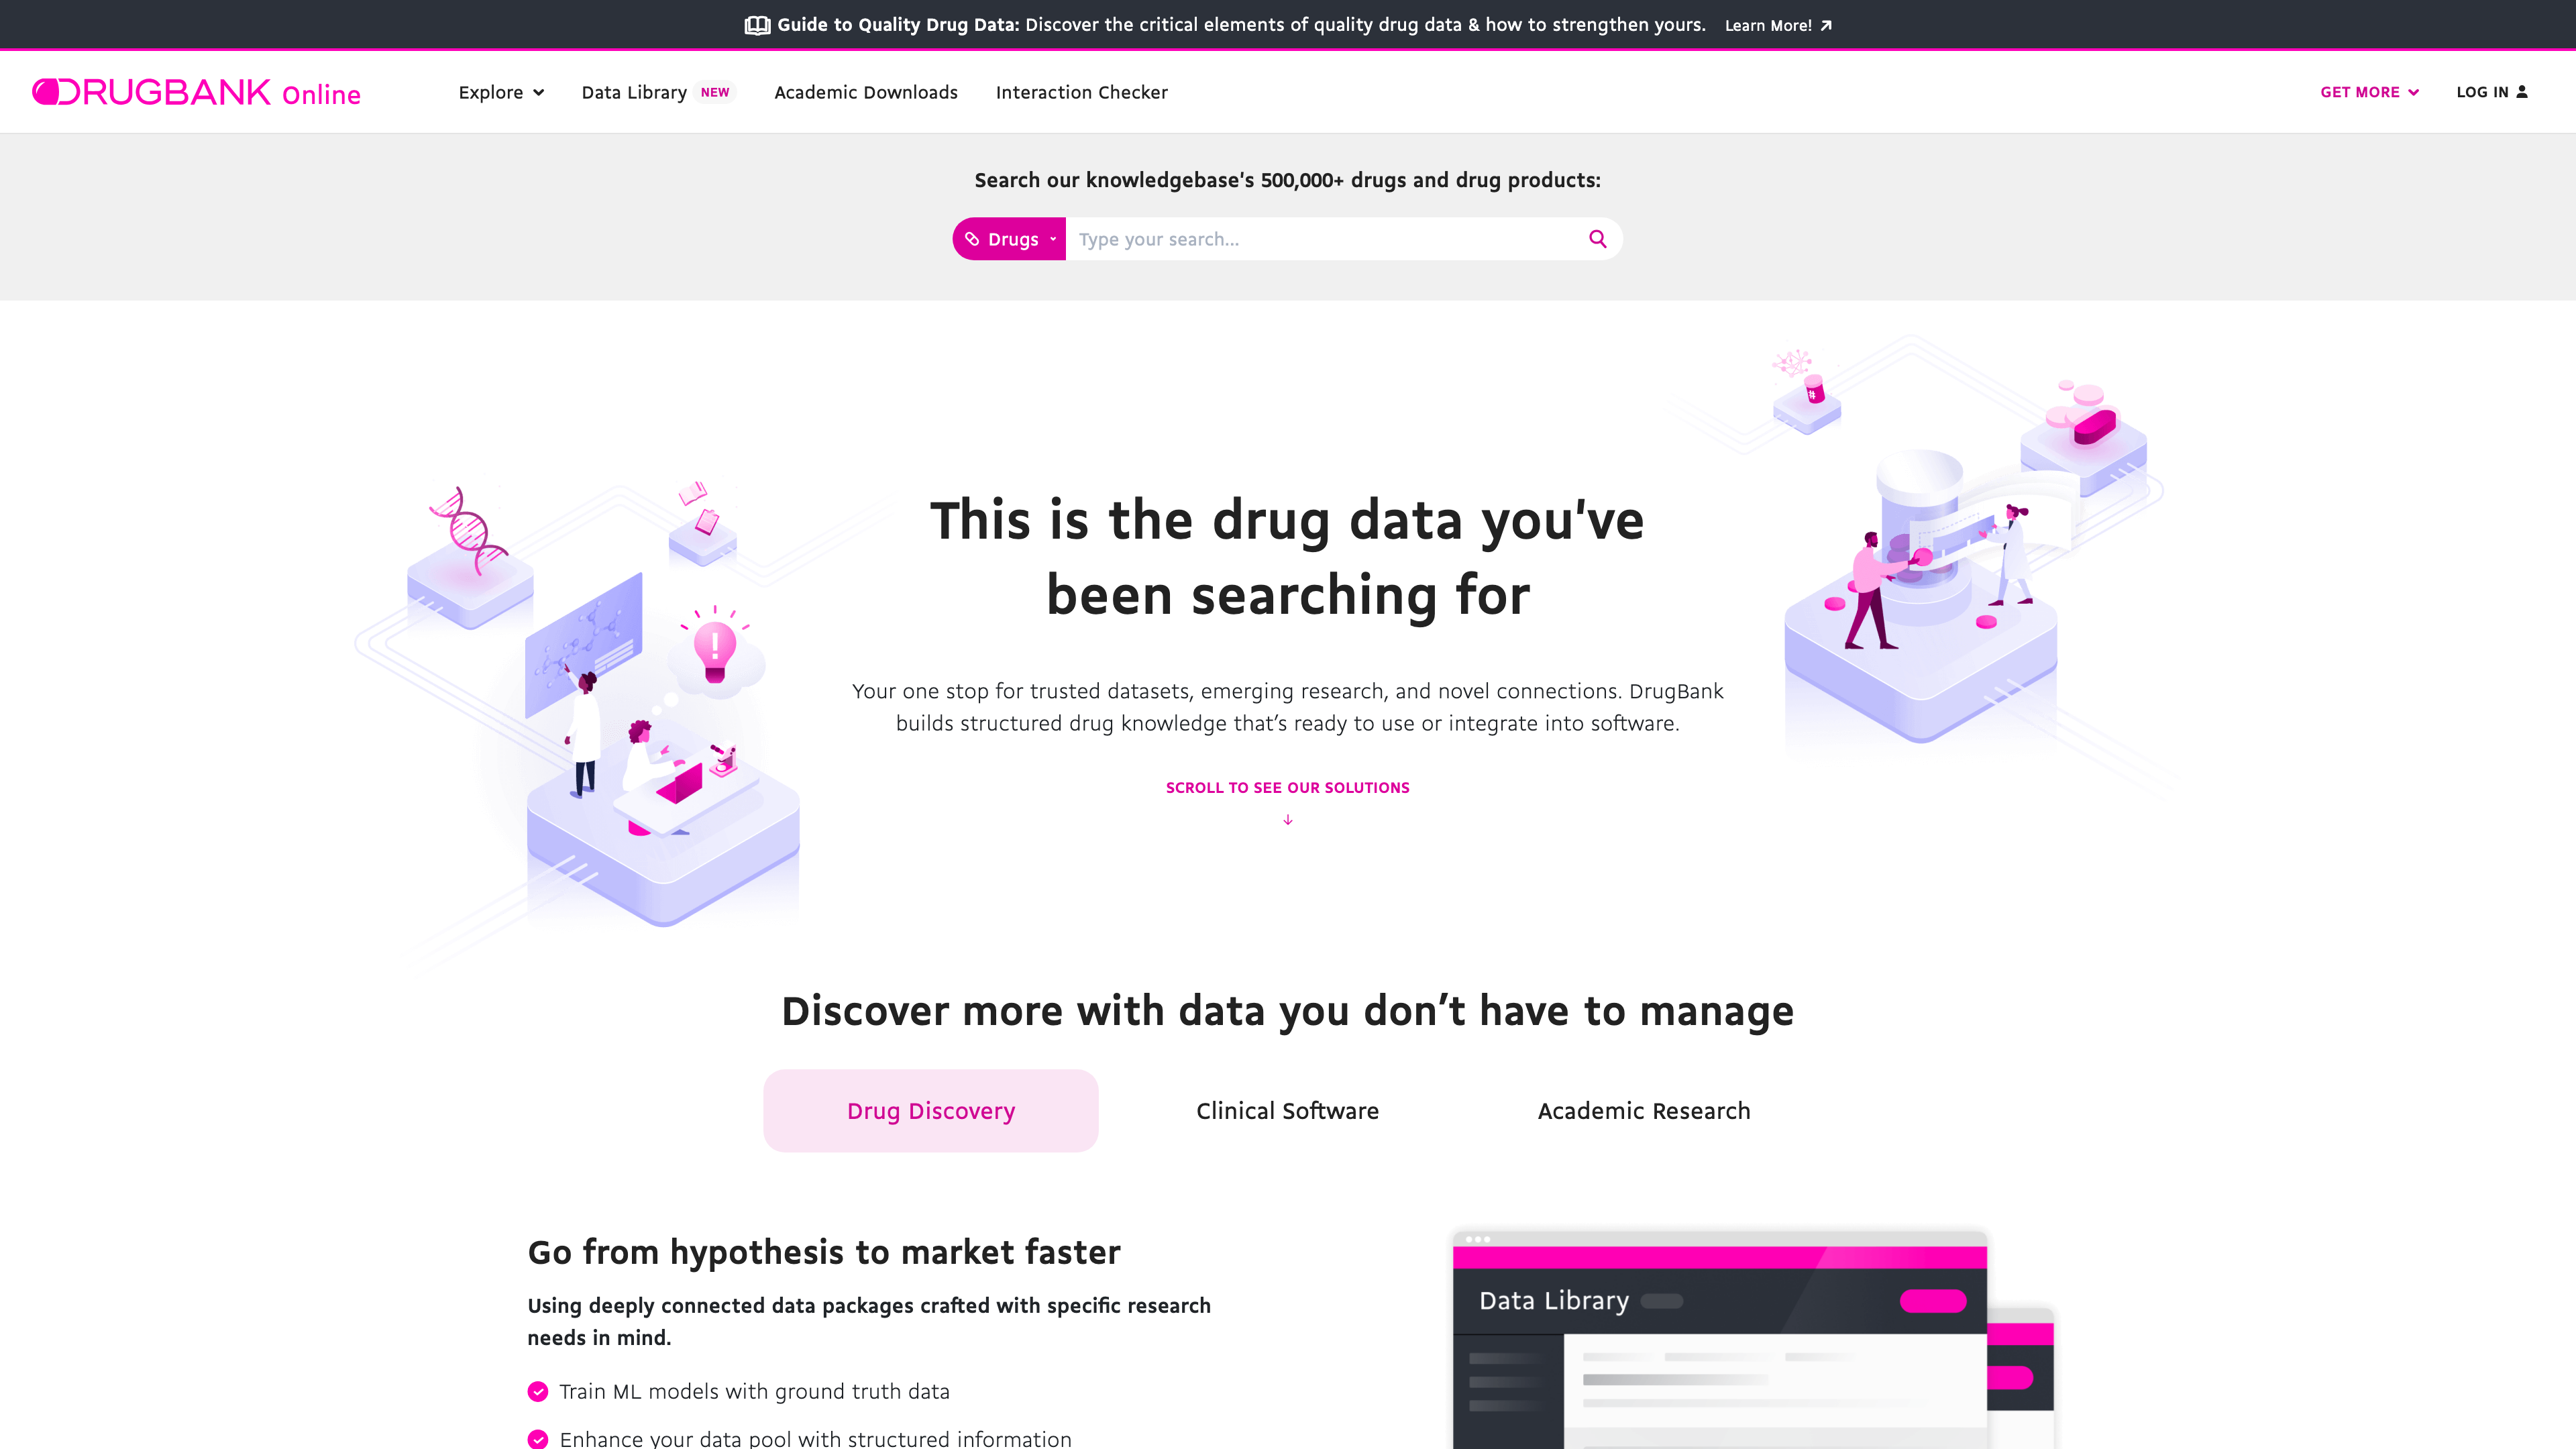 Guide to Quality Drug Data: Discover the critical elements of quality drug data & how to strengthen yours. Learn More!
DRUGBANK Online
Explore
Data Library NEW
Academic Downloads
Interaction Checker
GET MORE
LOG IN
Search our knowledgebase's 500,000+ drugs and drug products:
Drugs
Type your search...
This is the drug data you've
been searching for
Your one stop for trusted datasets, emerging research, and novel connections. DrugBank
builds structured drug knowledge that’s ready to use or integrate into software.
SCROLL TO SEE OUR SOLUTIONS
Discover more with data you don’t have to manage
Drug Discovery
Clinical Software
Academic Research
Go from hypothesis to market faster
Using deeply connected data packages crafted with specific research
needs in mind.
Train ML models with ground truth data
Enhance your data pool with structured information
Data Library